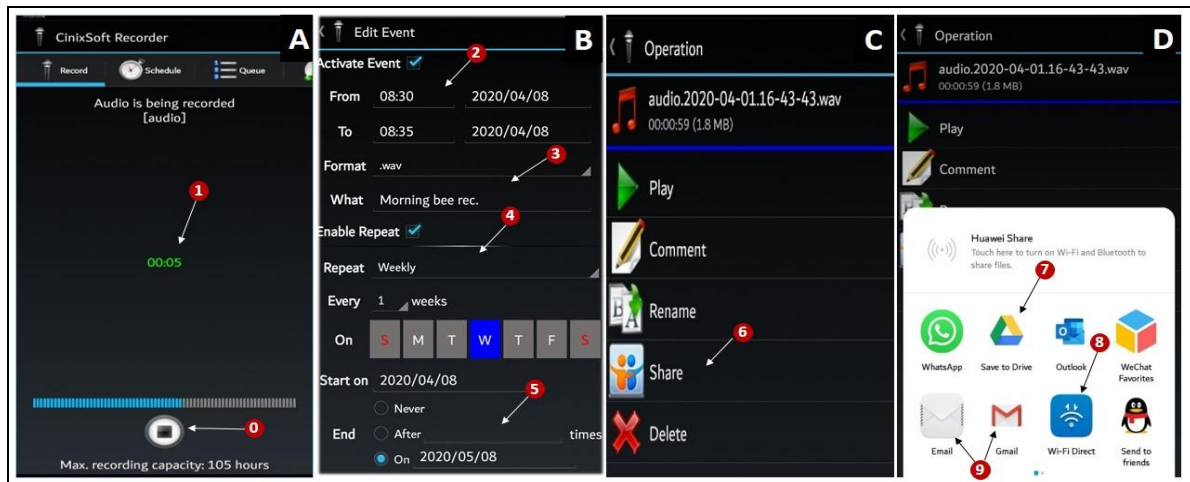 CinixSoft Recorder
A
Record
Schedule
Queue
Audio is being recorded
[audio]
1
00:05
0
Max. recording capacity: 105 hours
Edit Event
B
2
Activate Event
From 08:30 2020/04/08
To 08:35 2020/04/08
3
Format .wav
What Morning bee rec.
4
Enable Repeat
Repeat Weekly
Every 1 weeks
On S M T W T F S
Start on 2020/04/08
5
Never
End After times
On 2020/05/08
Operation
C
audio.2020-04-01.16-43-43.wav
00:00:59 (1.8 MB)
Play
Comment
Rename
6
Share
Delete
Operation
D
audio.2020-04-01.16-43-43.wav
00:00:59 (1.8 MB)
Play
Comment
Huawei Share
Touch here to turn on Wi-Fi and Bluetooth to
share files.
7
8
WhatsApp Save to Drive Outlook WeChat
Favorites
Email Gmail Wi-Fi Direct Send to
friends
9